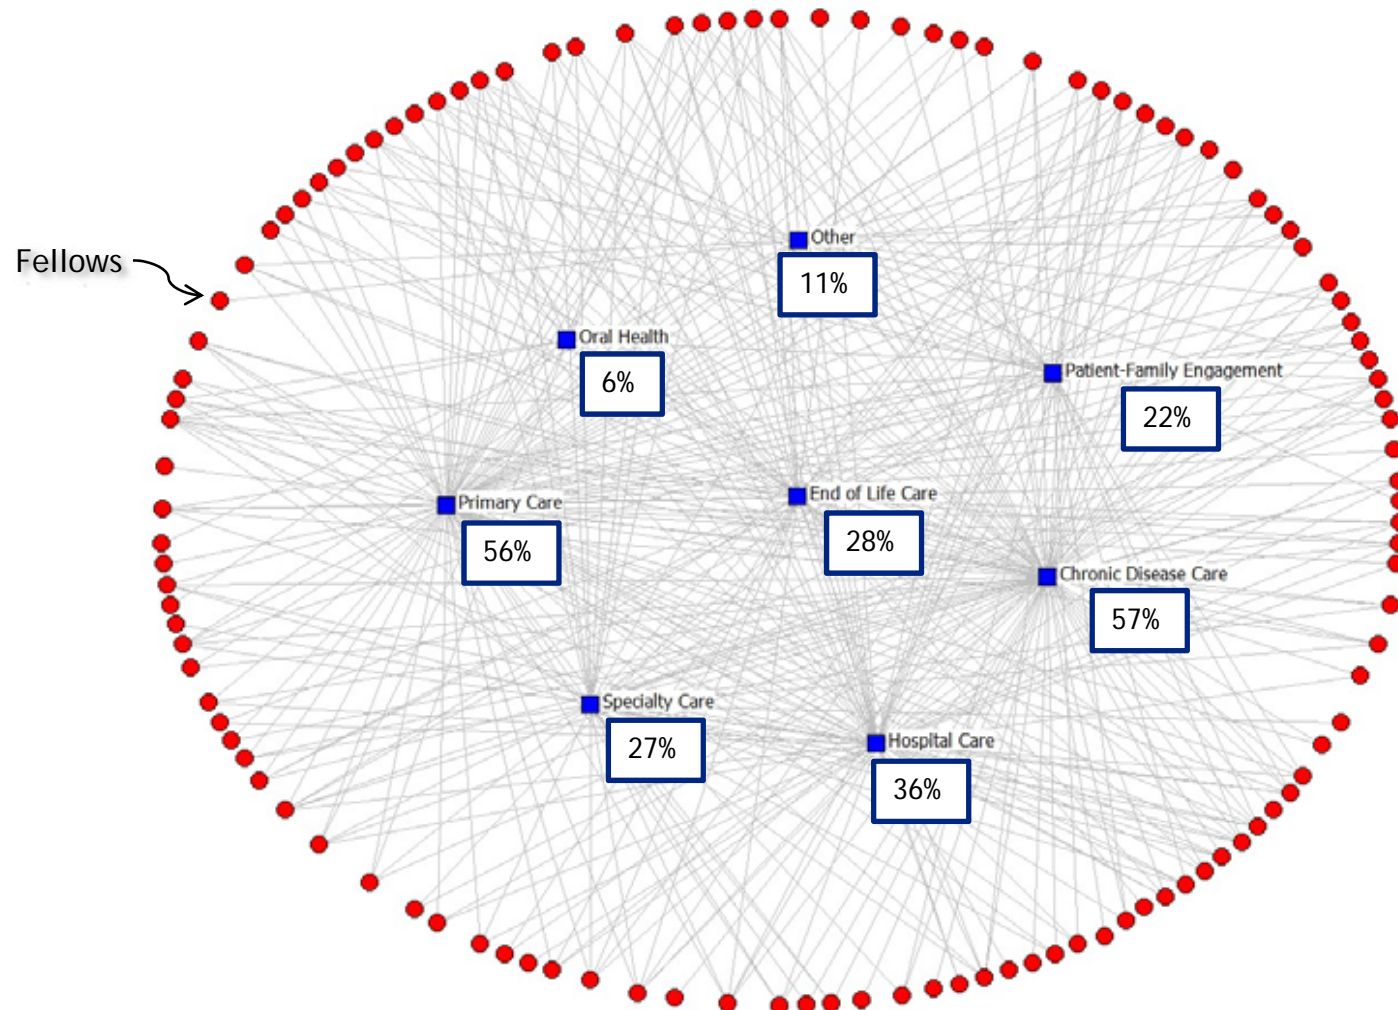 Other
11%
Fellows
Oral Health
6%
Patient-Family Engagement
22%
Primary Care
56%
End of Life Care
28%
Chronic Disease Care
57%
Specialty Care
27%
Hospital Care
36%